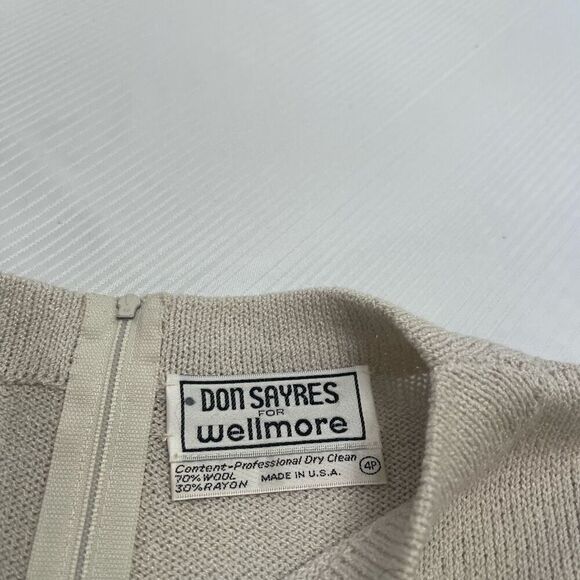 DON SAYRES
FOR
wellmore
Content-Professional Dry Clean
70% WOOL MADE IN U.S.A. 4P
30% RAYON